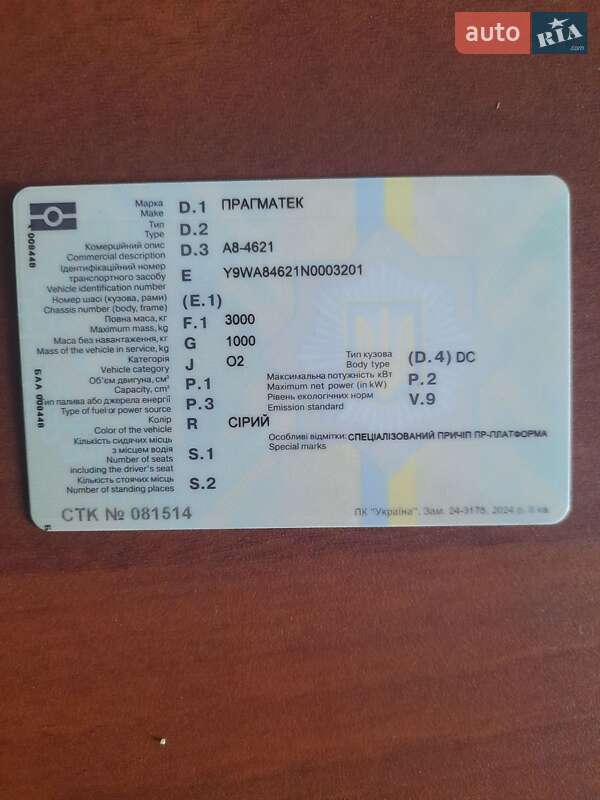 auto RIA .com
Марка D.1 ПРАГМАТЕК
Make
Тип D.2
Type
Комерційний опис D.3 A8-4621
Commercial description
Ідентифікаційний номер
транспортного засобу E Y9WA84621N0003201
Vehicle identification number
Номер шасі (кузова, рами) (E.1)
Chassis number (body, frame)
Повна маса, кг F.1 3000
Maximum mass, kg
Маса без навантаження, кг G 1000
Mass of the vehicle in service, kg
Категорія J O2
Vehicle category
Тип кузова (D.4) DC
Body type
Об'єм двигуна, см³ P.1
Capacity, cm³
Максимальна потужність кВт P.2
Maximum net power (in kW)
Тип палива або джерела енергії P.3
Type of fuel or power source
Рівень екологічних норм V.9
Emission standard
Колір R СІРИЙ
Color of the vehicle
Особливі відмітки: СПЕЦІАЛІЗОВАНИЙ ПРИЧІП ПР-ПЛАТФОРМА
Special marks
Кількість сидячих місць
з місцем водія S.1
Number of seats
including the driver's seat
Кількість стоячих місць S.2
Number of standing places
СТК № 081514
ПК "Україна". Зам. 24-3175. 2024 р. II кв.
008448
БАА 008448